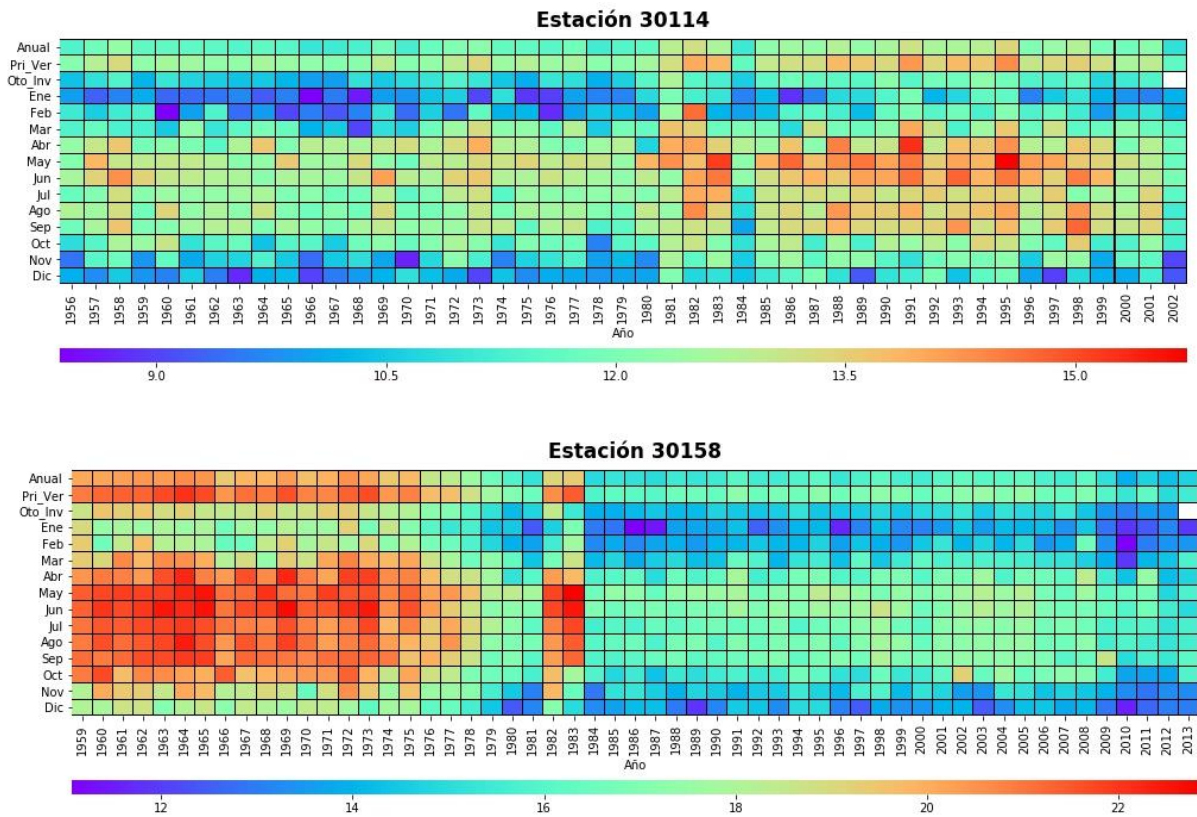 Estación 30114
Anual
Pri_Ver
Oto_Inv
Ene
Feb
Mar
Abr
May
Jun
Jul
Ago
Sep
Oct
Nov
Dic
1956 1957 1958 1959 1960 1961 1962 1963 1964 1965 1966 1967 1968 1969 1970 1971 1972 1973 1974 1975 1976 1977 1978 1979 1980 1981 1982 1983 1984 1985 1986 1987 1988 1989 1990 1991 1992 1993 1994 1995 1996 1997 1998 1999 2000 2001 2002
Año
9.0 10.5 12.0 13.5 15.0
Estación 30158
Anual
Pri_Ver
Oto_Inv
Ene
Feb
Mar
Abr
May
Jun
Jul
Ago
Sep
Oct
Nov
Dic
1959 1960 1961 1962 1963 1964 1965 1966 1967 1968 1969 1970 1971 1972 1973 1974 1975 1976 1977 1978 1979 1980 1981 1982 1983 1984 1985 1986 1987 1988 1989 1990 1991 1992 1993 1994 1995 1996 1997 1998 1999 2000 2001 2002 2003 2004 2005 2006 2007 2008 2009 2010 2011 2012 2013
Año
12 14 16 18 20 22